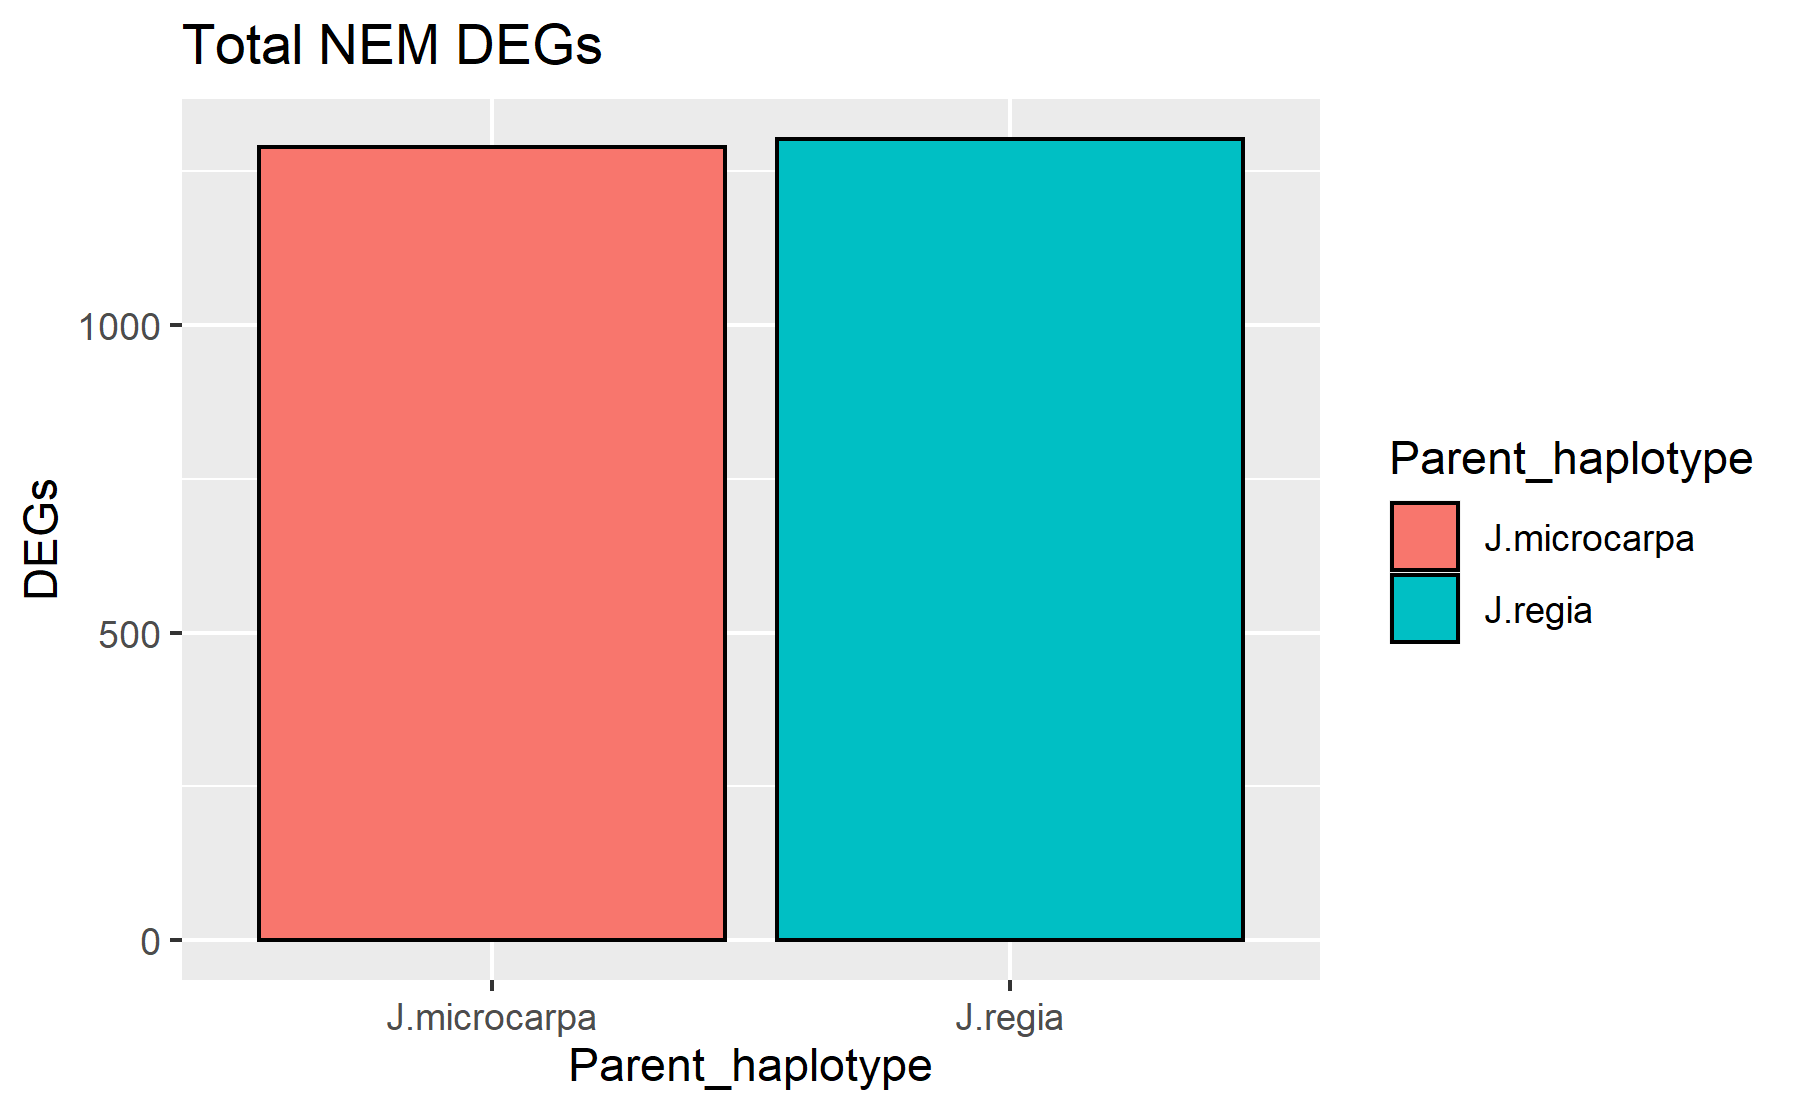 Total NEM DEGs
DEGs
1000
500
0
J.microcarpa
J.regia
Parent_haplotype
Parent_haplotype
J.microcarpa
J.regia